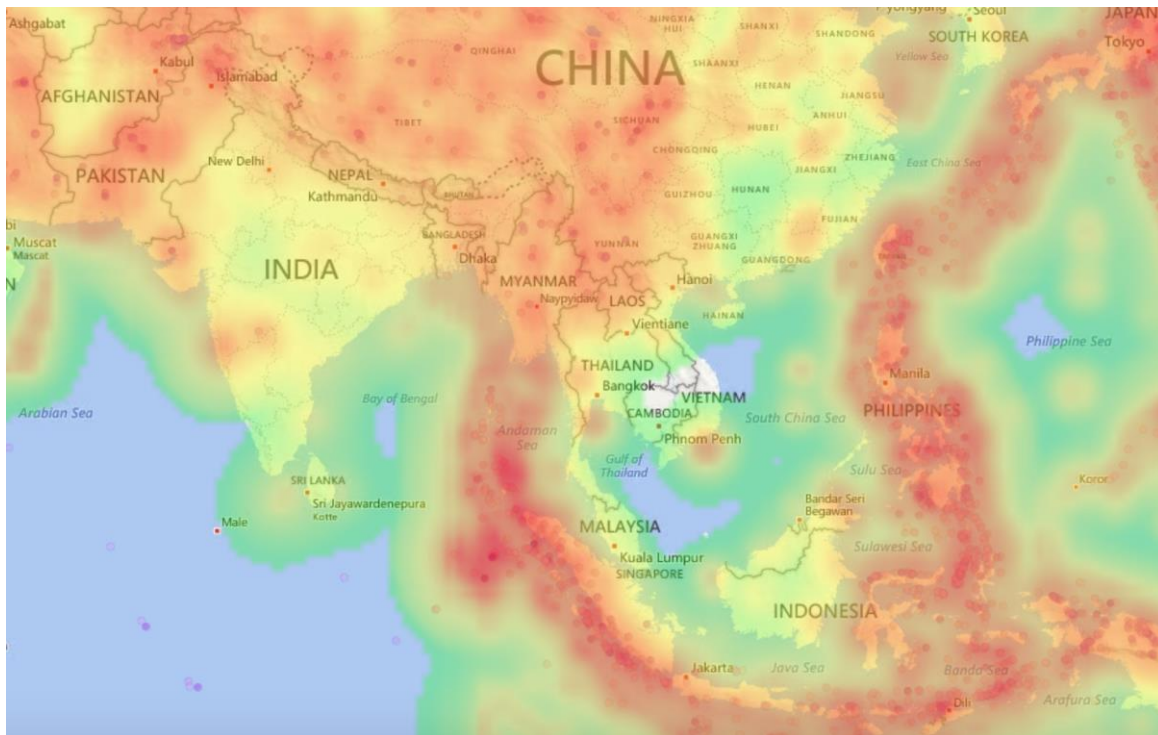 Ashgabat
NINGXIA
HUI
SHANXI
Seoul
JAPAN
Kabul
QINGHAI
CHINA
SHANDONG
SOUTH KOREA
Tokyo
Islamabad
SHAANXI
Yellow Sea
AFGHANISTAN
HENAN
JIANGSU
TIBET
SICHUAN
HUBEI
ANHUI
CHONGQING
ZHEJIANG
New Delhi
East China Sea
PAKISTAN
NEPAL
JIANGXI
Kathmandu
BHUTAN
GUIZHOU
HUNAN
FUJIAN
BANGLADESH
YUNNAN
GUANGXI
ZHUANG
Muscat
Mascat
Dhaka
GUANGDONG
INDIA
MYANMAR
Hanoi
Naypyidaw
LAOS
HAINAN
Vientiane
Philippine Sea
THAILAND
Manila
Bangkok
Arabian Sea
Bay of Bengal
VIETNAM
PHILIPPINES
CAMBODIA
South China Sea
Andaman
Sea
Phnom Penh
Gulf of
Thailand
Sulu Sea
SRI LANKA
Koror
Sri Jayawardenepura
Kotte
Bandar Seri
Begawan
Male
MALAYSIA
Sulawesi Sea
Kuala Lumpur
SINGAPORE
INDONESIA
Jakarta
Java Sea
Banda Sea
Dili
Arafura Sea